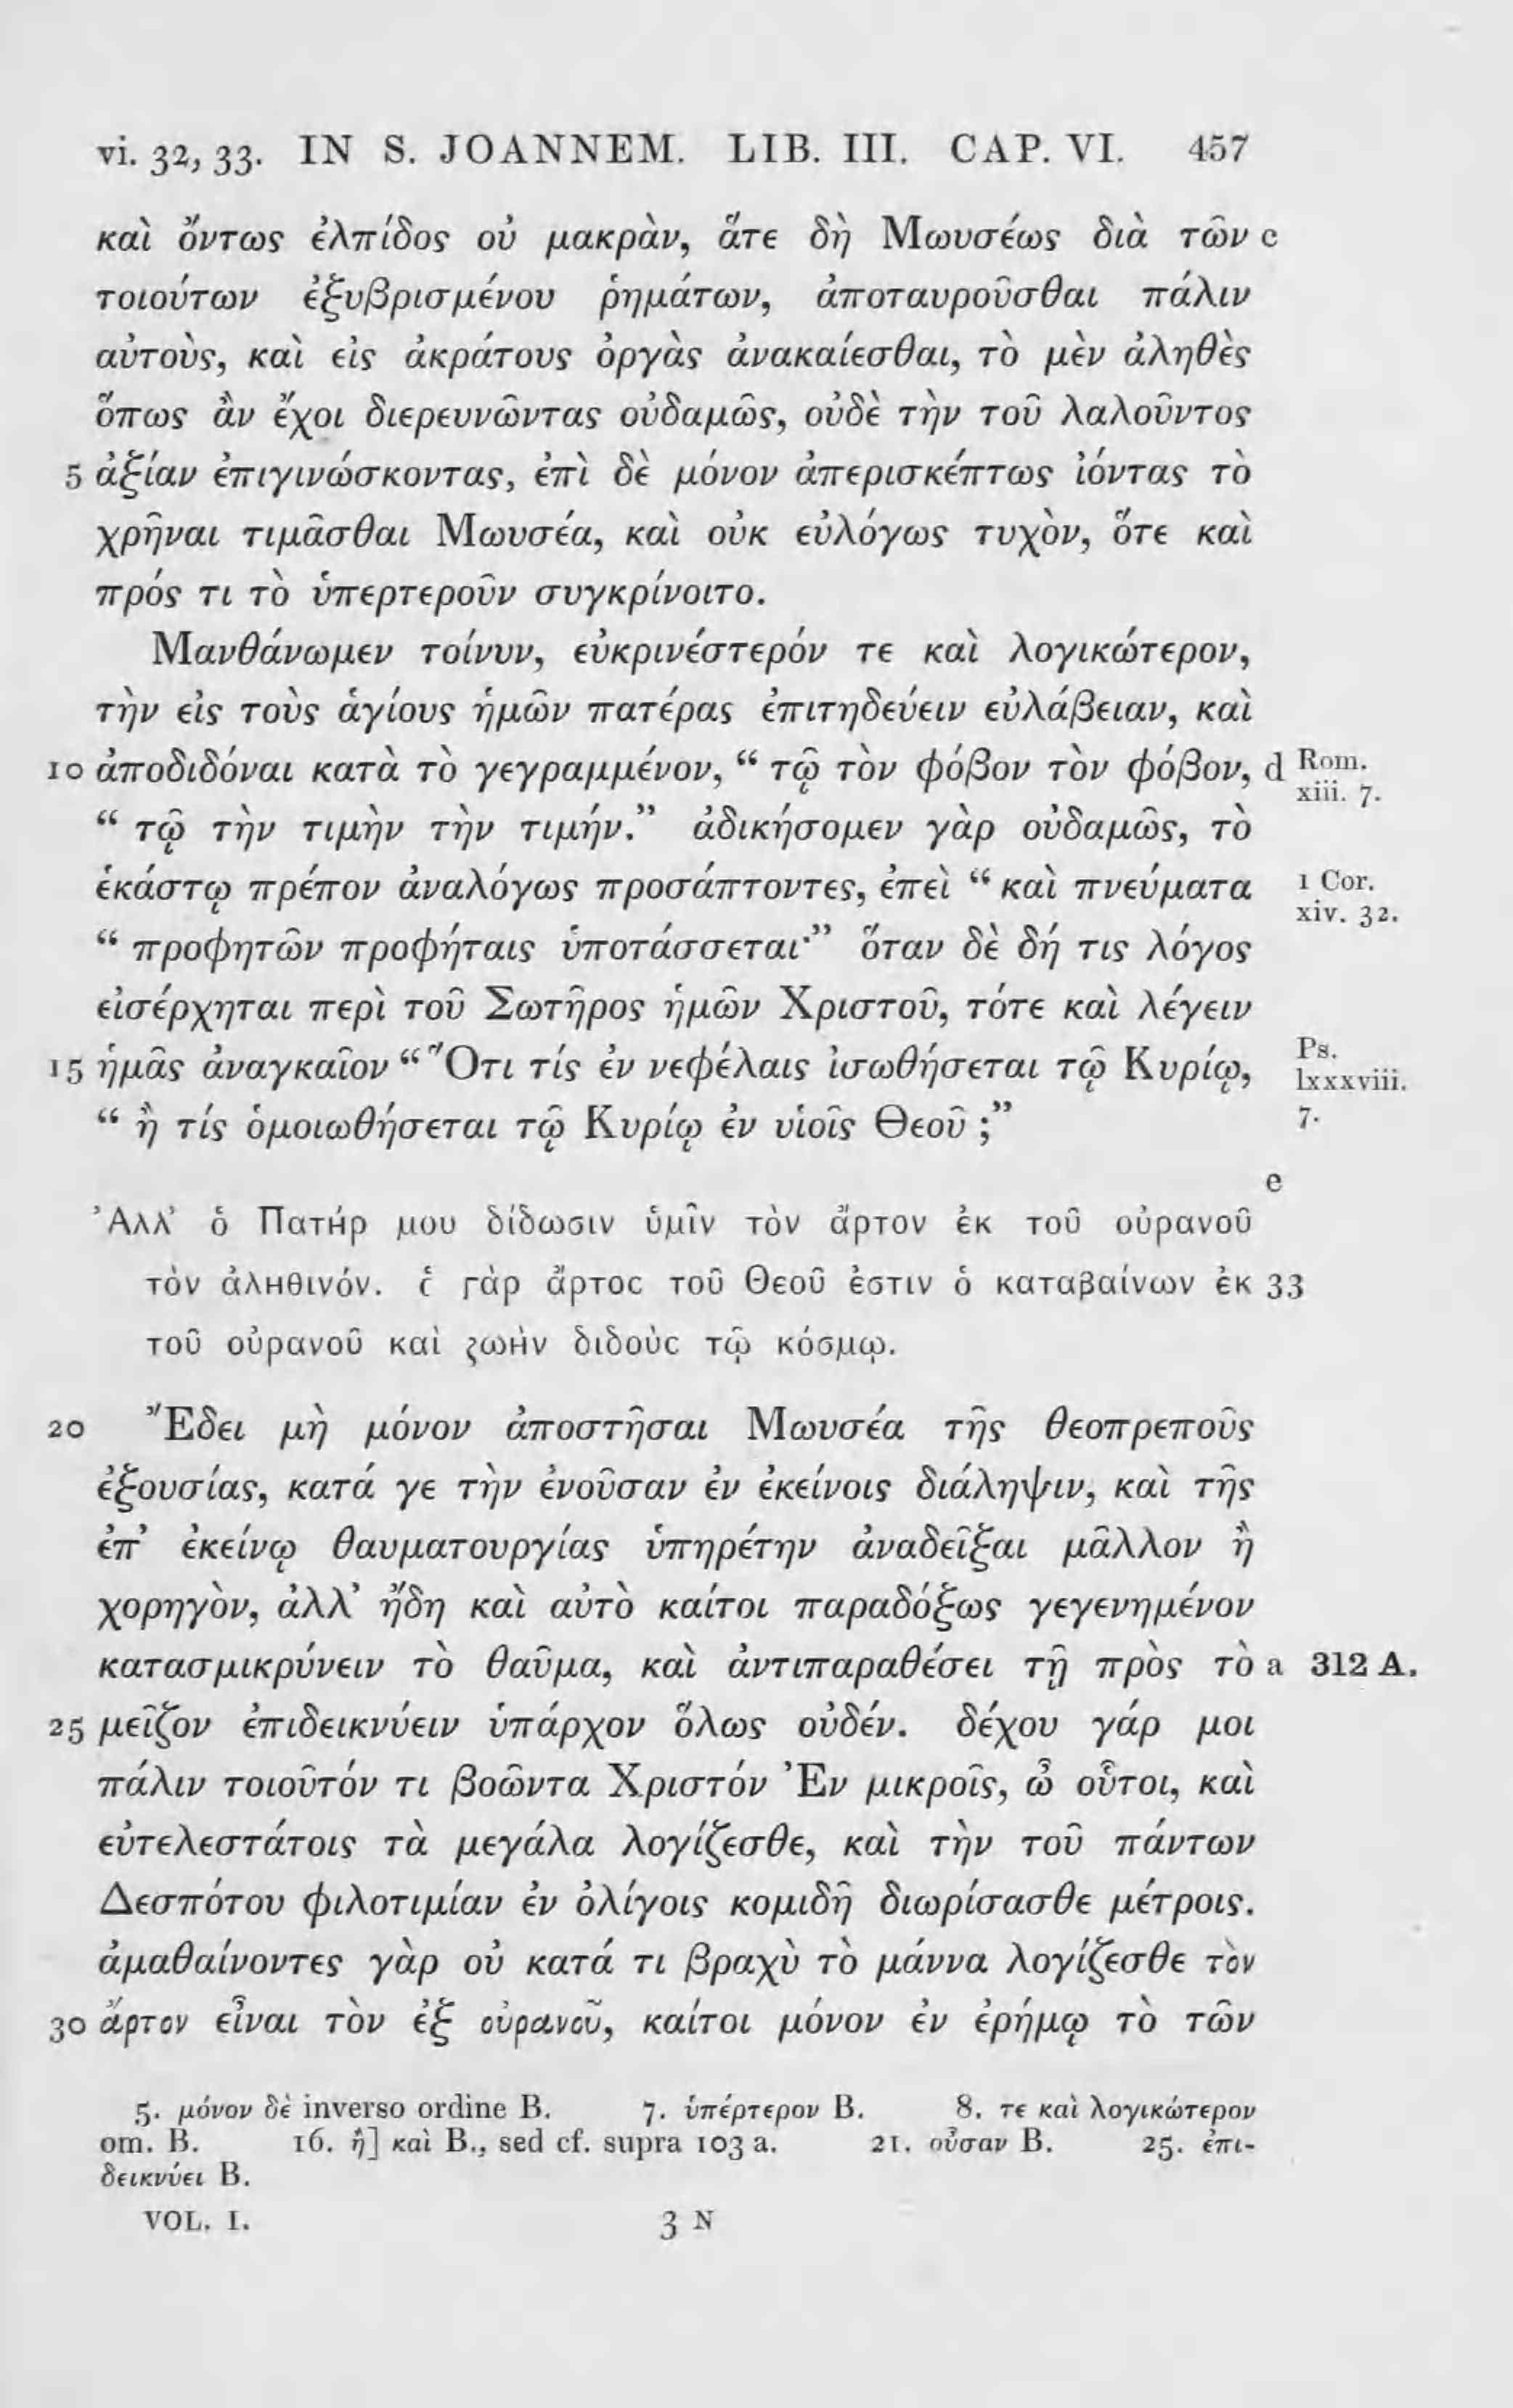 vi. 32, 33. IN S. JOANNEM. LIB. III. CAP. VI. 457
καὶ ὄντως ἐλπίδος οὐ μακρὰν, ἅτε δὴ Μωυσέως διὰ τῶν c
τοιούτων ἐξυβρισμένου ῥημάτων, ἀποταυροῦσθαι πάλιν
αὐτοὺς, καὶ εἰς ἀκράτους ὀργὰς ἀνακαίεσθαι, τὸ μὲν ἀληθὲς
ὅπως ἂν ἔχοι διερευνῶντας οὐδαμῶς, οὐδὲ τὴν τοῦ λαλοῦντος
5 ἀξίαν ἐπιγινώσκοντας, ἐπὶ δὲ μόνον ἀπερισκέπτως ἰόντας τὸ
χρῆναι τιμᾶσθαι Μωυσέα, καὶ οὐκ εὐλόγως τυχὸν, ὅτε καὶ
πρός τι τὸ ὑπερτεροῦν συγκρίνοιτο.
Μανθάνωμεν τοίνυν, εὐκρινέστερόν τε καὶ λογικώτερον,
τὴν εἰς τοὺς ἁγίους ἡμῶν πατέρας ἐπιτηδεύειν εὐλάβειαν, καὶ
10 ἀποδιδόναι κατὰ τὸ γεγραμμένον, “ τῷ τὸν φόβον τὸν φόβον, d Rom. xiii. 7.
“ τῷ τὴν τιμὴν τὴν τιμήν.” ἀδικήσομεν γὰρ οὐδαμῶς, τὸ
ἑκάστῳ πρέπον ἀναλόγως προσάπτοντες, ἐπεὶ “ καὶ πνεύματα 1 Cor. xiv. 32.
“ προφητῶν προφήταις ὑποτάσσεται·” ὅταν δὲ δή τις λόγος
εἰσέρχηται περὶ τοῦ Σωτῆρος ἡμῶν Χριστοῦ, τότε καὶ λέγειν
15 ἡμᾶς ἀναγκαῖον “ Ὅτι τίς ἐν νεφέλαις ἰσωθήσεται τῷ Κυρίῳ, Ps. lxxxviii. 7.
“ ἢ τίς ὁμοιωθήσεται τῷ Κυρίῳ ἐν υἱοῖς Θεοῦ ;”
e
Ἀλλ’ ὁ Πατήρ μου δίδωσιν ὑμῖν τὸν ἄρτον ἐκ τοῦ οὐρανοῦ
τὸν ἀληθινόν. ὁ γὰρ ἄρτος τοῦ Θεοῦ ἐστιν ὁ καταβαίνων ἐκ 33
τοῦ οὐρανοῦ καὶ ζωὴν διδοὺς τῷ κόσμῳ.
20 Ἔδει μὴ μόνον ἀποστῆσαι Μωυσέα τῆς θεοπρεποῦς
ἐξουσίας, κατά γε τὴν ἐνοῦσαν ἐν ἐκείνοις διάληψιν, καὶ τῆς
ἐπ’ ἐκείνῳ θαυματουργίας ὑπηρέτην ἀναδεῖξαι μᾶλλον ἢ
χορηγὸν, ἀλλ’ ἤδη καὶ αὐτὸ καίτοι παραδόξως γεγενημένον
κατασμικρύνειν τὸ θαῦμα, καὶ ἀντιπαραθέσει τῇ πρὸς τὸ a 312 A.
25 μεῖζον ἐπιδεικνύειν ὑπάρχον ὅλως οὐδέν. δέχου γάρ μοι
πάλιν τοιοῦτόν τι βοῶντα Χριστόν Ἐν μικροῖς, ὦ οὗτοι, καὶ
εὐτελεστάτοις τὰ μεγάλα λογίζεσθε, καὶ τὴν τοῦ πάντων
Δεσπότου φιλοτιμίαν ἐν ὀλίγοις κομιδῆ διωρίσασθε μέτροις.
ἀμαθαίνοντες γὰρ οὐ κατά τι βραχὺ τὸ μάννα λογίζεσθε τὸν
30 ἄρτον εἶναι τὸν ἐξ οὐρανοῦ, καίτοι μόνον ἐν ἐρήμῳ τὸ τῶν
5. μόνον δὲ inverso ordine B. 7. ὑπέρτερον B. 8. τε καὶ λογικώτερον
om. B. 16. ἢ] καὶ B., sed cf. supra 103 a. 21. οὖσαν B. 25. ἐπι-
δεικνύει B.
VOL. I. 3 N